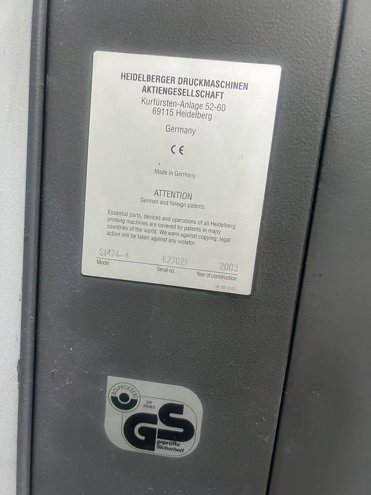 HEIDELBERGER DRUCKMASCHINEN
AKTIENGESELLSCHAFT
Kurfürsten-Anlage 52-60
69115 Heidelberg
Germany
CE
Made in Germany
ATTENTION
German and foreign patents.
Essential parts, devices and operations of all Heidelberg
printing machines are covered by patents in many
countries of the world. We warn against copying; legal
action will be taken against any violator.
SM74-4 627021 2003
Model Serial no. Year of construction
GS
geprüfte
Sicherheit